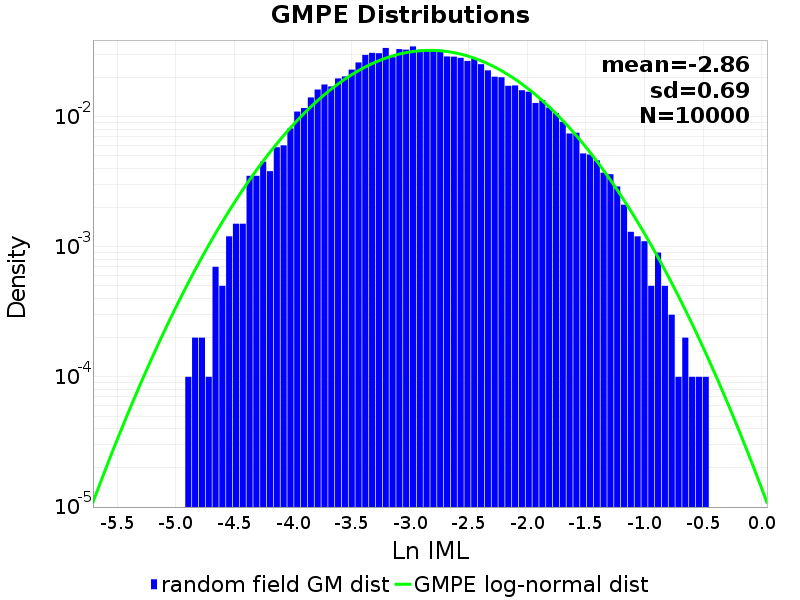 GMPE Distributions
mean=-2.86
sd=0.69
N=10000
Density
10-2
10-3
10-4
10-5
-5.5 -5.0 -4.5 -4.0 -3.5 -3.0 -2.5 -2.0 -1.5 -1.0 -0.5 0.0
Ln IML
random field GM dist GMPE log-normal dist